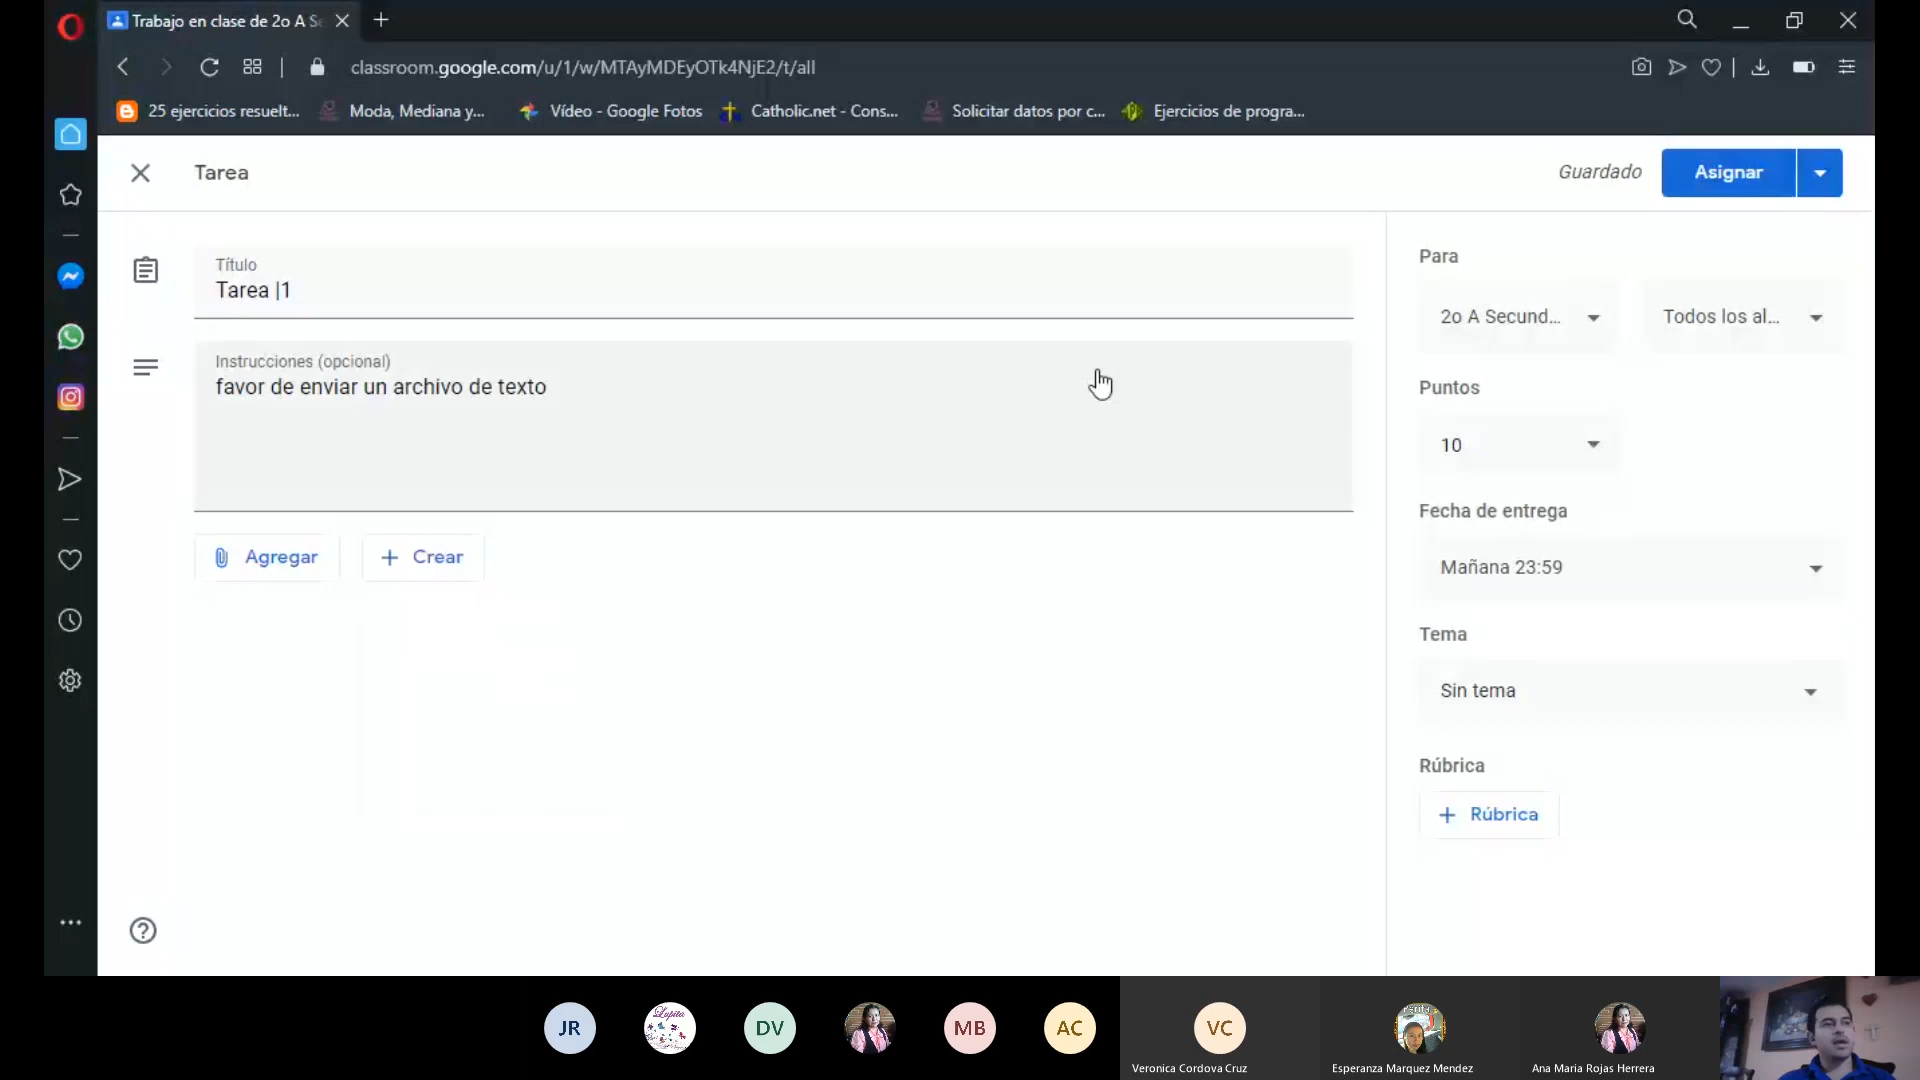 Trabajo en clase de 2o A Se
classroom.google.com/u/1/w/MTAyMDEyOTk4NjE2/t/all
25 ejercicios resuelt...
Moda, Mediana y...
Vídeo - Google Fotos
Catholic.net - Cons...
Solicitar datos por c...
Ejercicios de progra...
Tarea
Guardado
Asignar
Título
Tarea 1
Instrucciones (opcional)
favor de enviar un archivo de texto
Agregar
Crear
Para
2o A Secund...
Todos los al...
Puntos
10
Fecha de entrega
Mañana 23:59
Tema
Sin tema
Rúbrica
Rúbrica
JR
Lupita
DV
MB
AC
VC
Veronica Cordova Cruz
Esperanza Marquez Mendez
Ana Maria Rojas Herrera